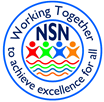 Working Together
NSN
to achieve excellence for all